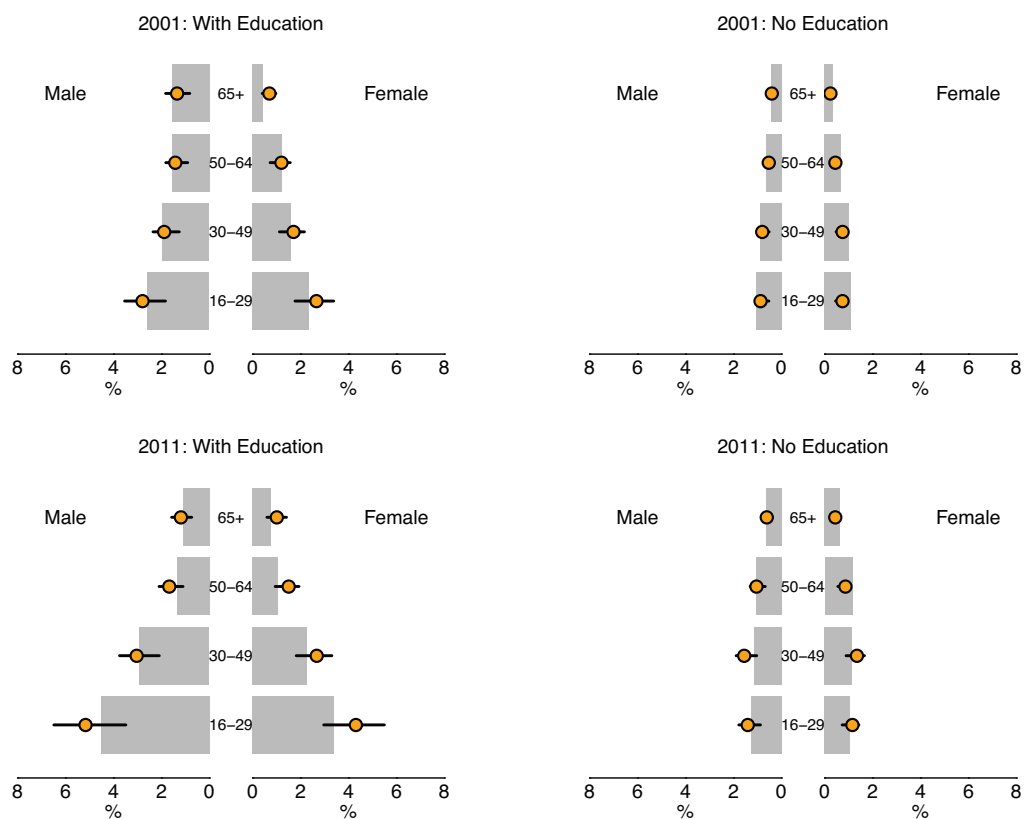 2001: With Education
Male 65+ Female
50−64
30−49
16−29
8 6 4 2 0 0 2 4 6 8
% %
2001: No Education
Male 65+ Female
50−64
30−49
16−29
8 6 4 2 0 0 2 4 6 8
% %
2011: With Education
Male 65+ Female
50−64
30−49
16−29
8 6 4 2 0 0 2 4 6 8
% %
2011: No Education
Male 65+ Female
50−64
30−49
16−29
8 6 4 2 0 0 2 4 6 8
% %